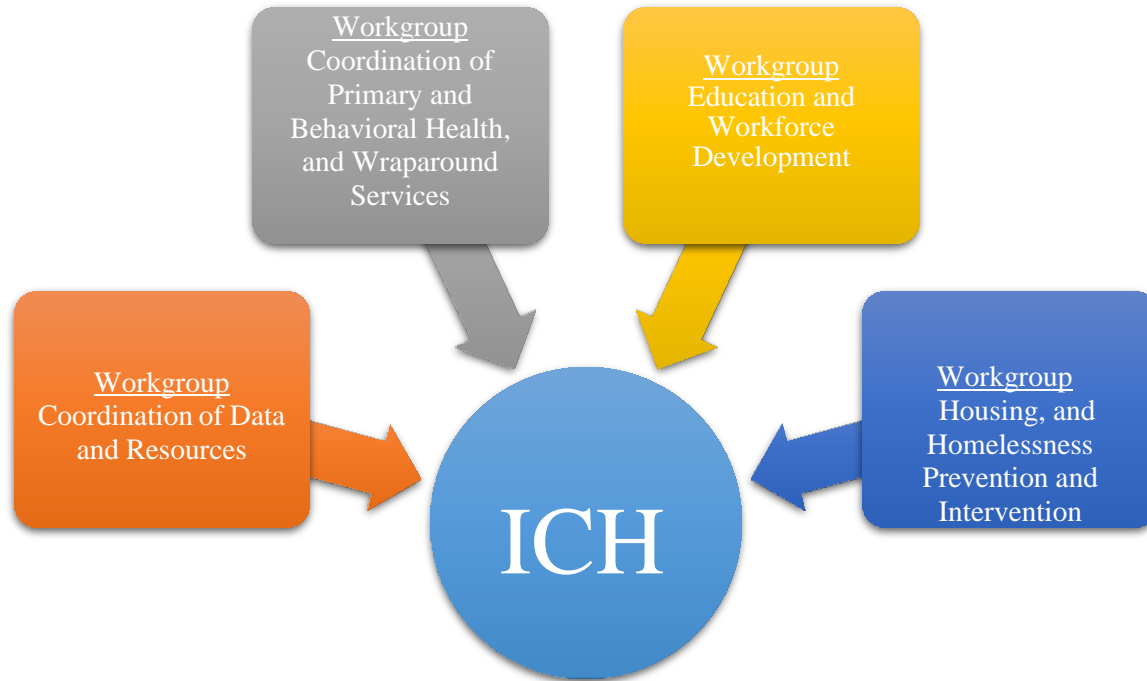 Workgroup
Coordination of
Primary and
Behavioral Health,
and Wraparound
Services
Workgroup
Education and
Workforce
Development
Workgroup
Coordination of Data
and Resources
Workgroup
Housing, and
Homelessness
Prevention and
Intervention
ICH